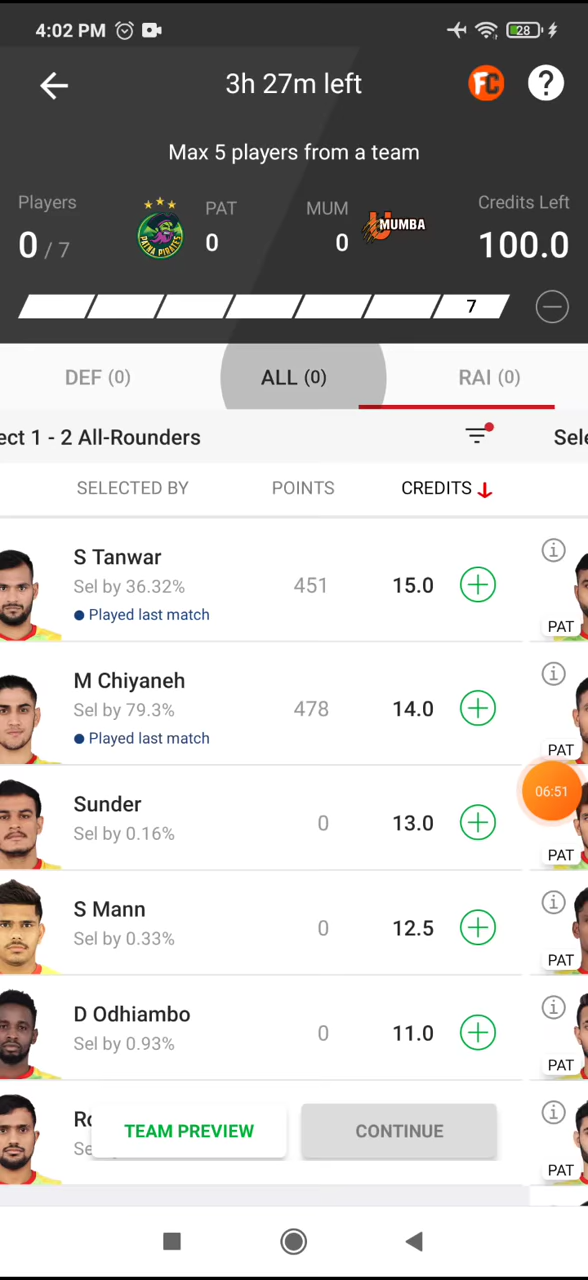 4:02 PM
28
3h 27m left
FC
?
Max 5 players from a team
Players
PAT
MUM
Credits Left
0 / 7
PATNA PIRATES
0
0
U MUMBA
100.0
7
DEF (0)
ALL (0)
RAI (0)
ect 1 - 2 All-Rounders
Sele
SELECTED BY
POINTS
CREDITS
S Tanwar
Sel by 36.32%
451
15.0
Played last match
PAT
M Chiyaneh
Sel by 79.3%
478
14.0
Played last match
PAT
06:51
Sunder
Sel by 0.16%
0
13.0
PAT
S Mann
Sel by 0.33%
0
12.5
PAT
D Odhiambo
Sel by 0.93%
0
11.0
PAT
TEAM PREVIEW
CONTINUE
PAT